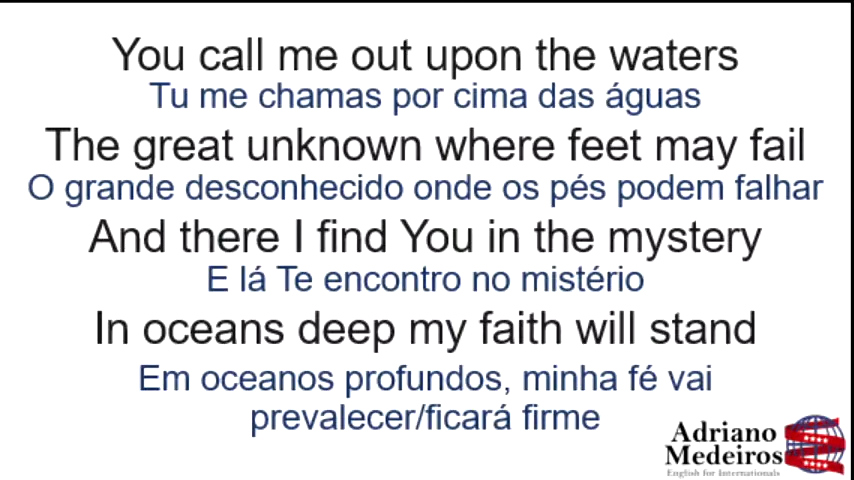 You call me out upon the waters
Tu me chamas por cima das águas
The great unknown where feet may fail
O grande desconhecido onde os pés podem falhar
And there I find You in the mystery
E lá Te encontro no mistério
In oceans deep my faith will stand
Em oceanos profundos, minha fé vai
prevalecer/ficará firme
Adriano
Medeiros
English for Internationals